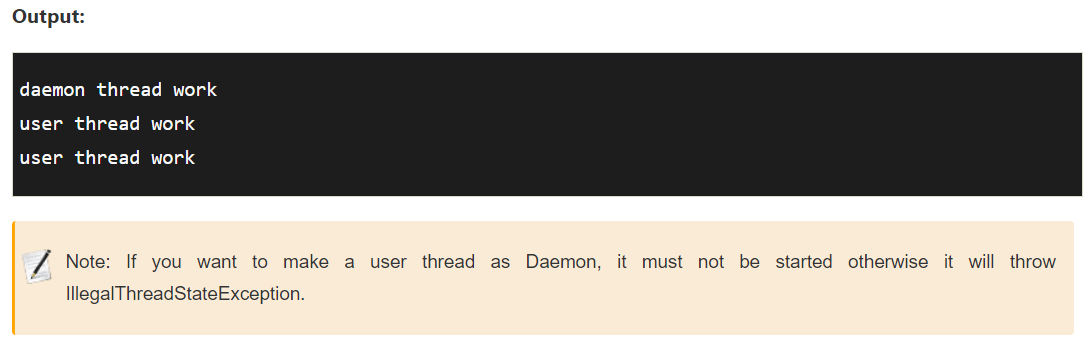 Output:
daemon thread work
user thread work
user thread work
Note: If you want to make a user thread as Daemon, it must not be started otherwise it will throw
IllegalThreadStateException.